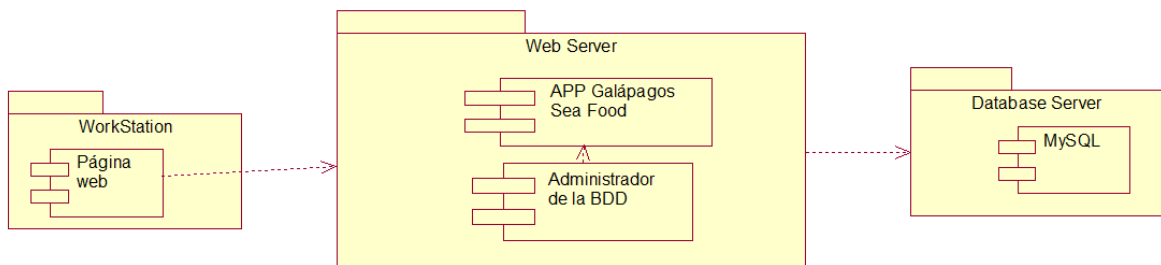 WorkStation
Página
web
Web Server
APP Galápagos
Sea Food
Administrador
de la BDD
Database Server
MySQL